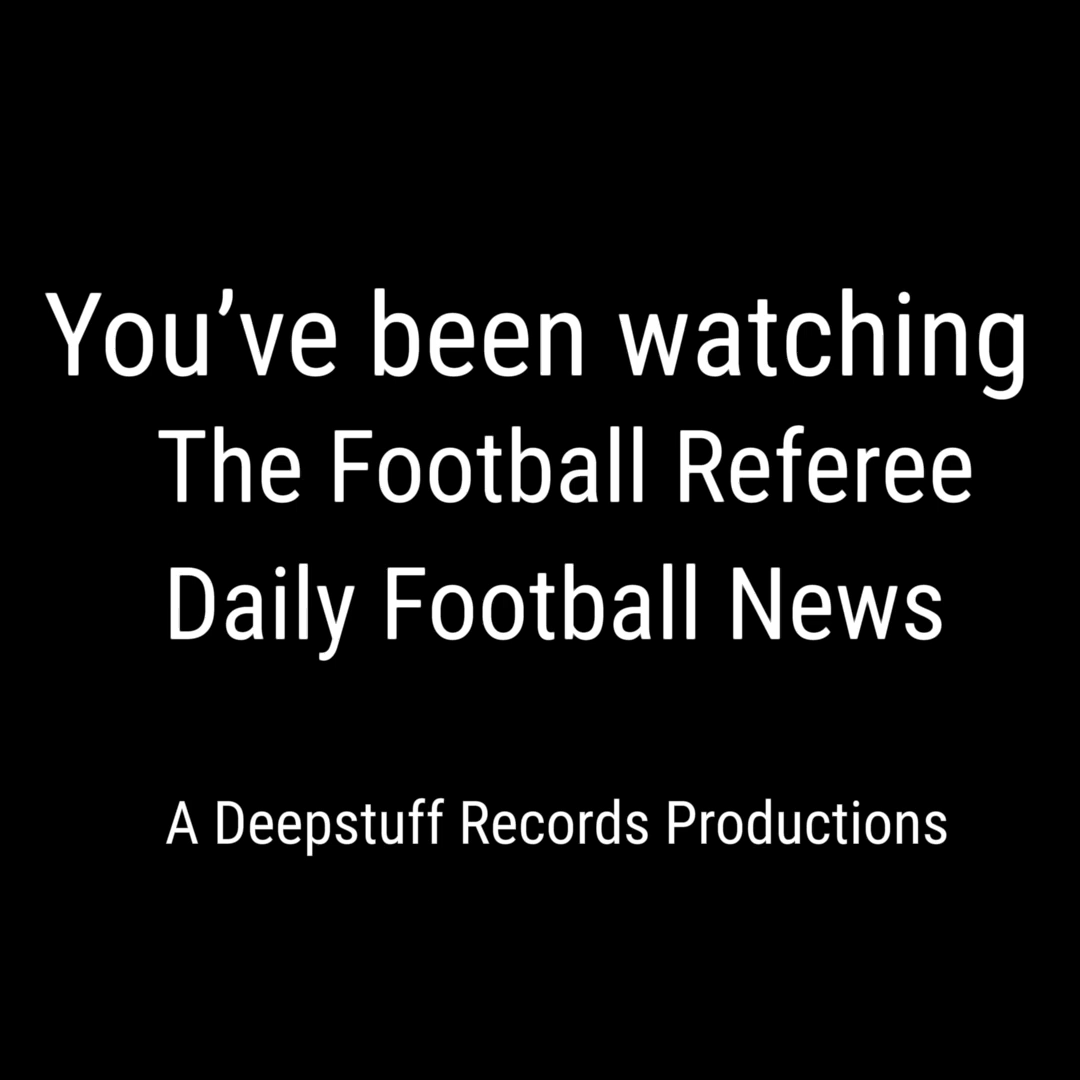 You’ve been watching
The Football Referee
Daily Football News
A Deepstuff Records Productions